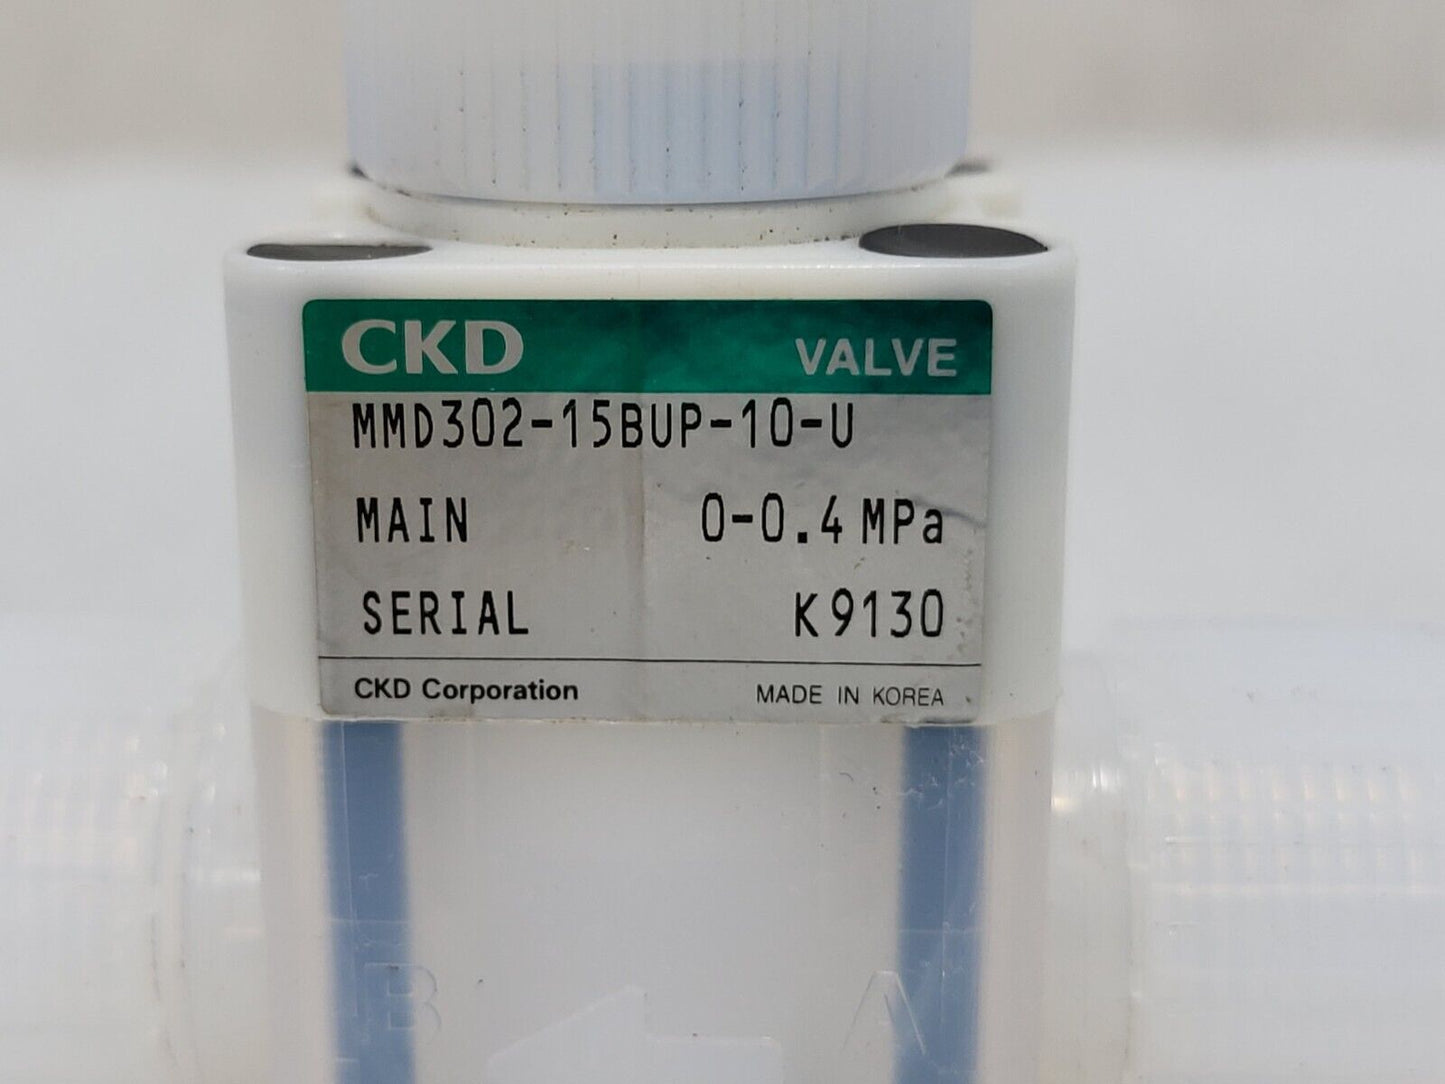 CKD VALVE
MMD302-15BUP-10-U
MAIN 0-0.4 MPa
SERIAL K9130
CKD Corporation MADE IN KOREA
B A